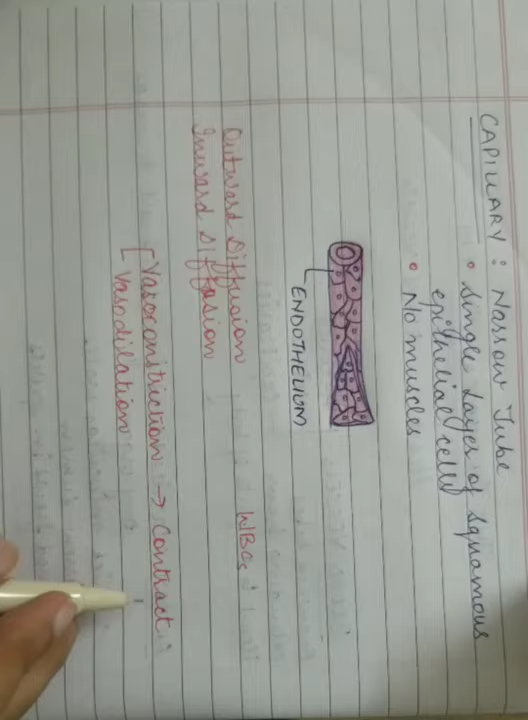 CAPILLARY : Narrow Tube
• Single layer of squamous
epithelial cells
• No muscles
ENDOTHELIUM
Outward Diffusion WBCs
Inward Diffusion
[ Vasoconstriction → Contract
Vasodilation